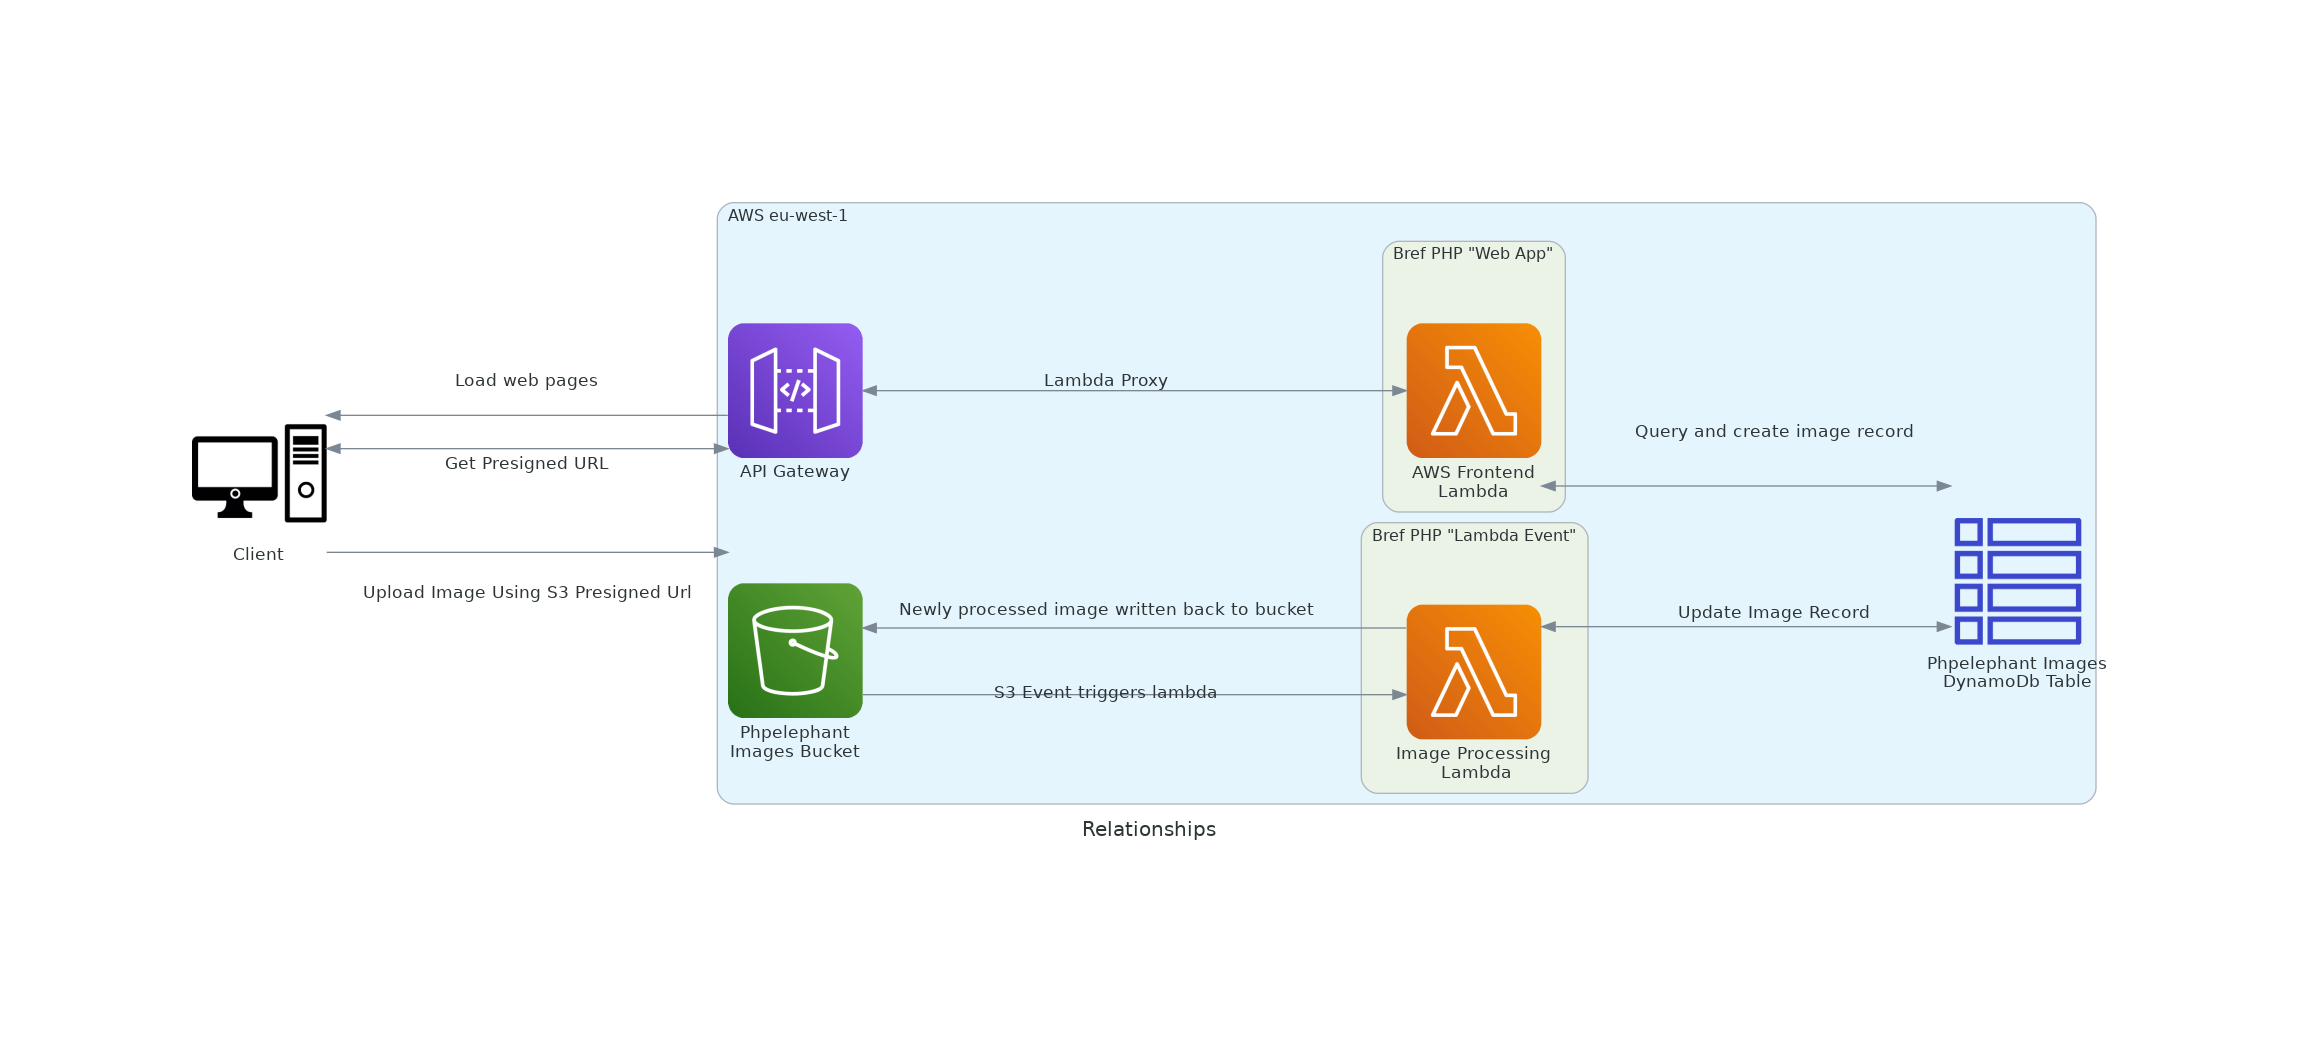 AWS eu-west-1
Bref PHP "Web App"
Load web pages
Lambda Proxy
Query and create image record
Get Presigned URL
API Gateway
AWS Frontend
Lambda
Bref PHP "Lambda Event"
Client
Upload Image Using S3 Presigned Url
Newly processed image written back to bucket
Update Image Record
Phpelephant Images
DynamoDb Table
S3 Event triggers lambda
Phpelephant
Images Bucket
Image Processing
Lambda
Relationships